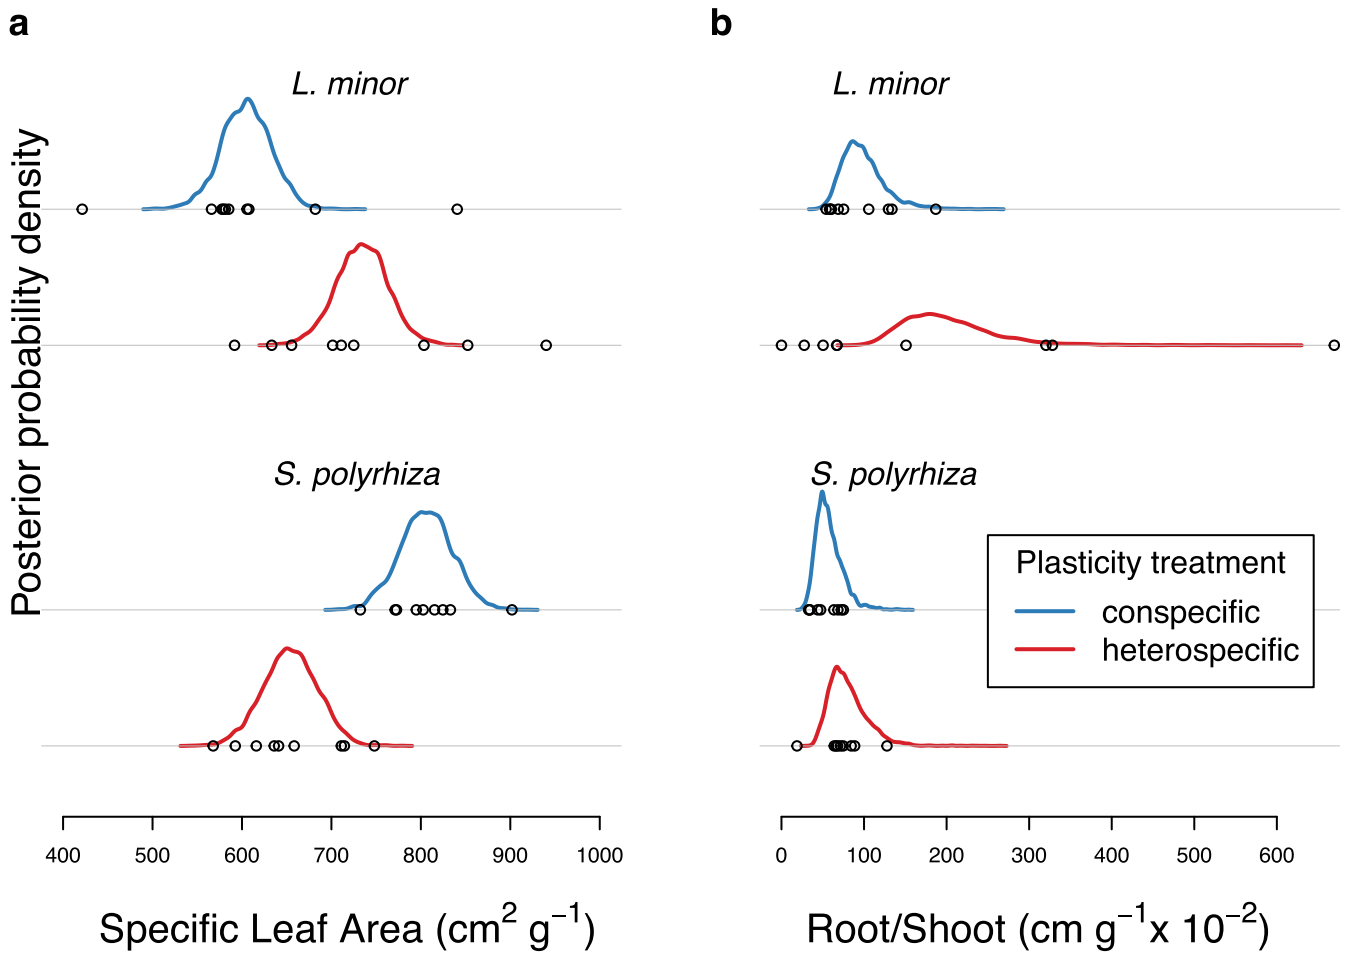 a
b
L. minor
L. minor
Posterior probability density
S. polyrhiza
S. polyrhiza
Plasticity treatment
conspecific
heterospecific
400 500 600 700 800 900 1000
0 100 200 300 400 500 600
Specific Leaf Area (cm² g⁻¹)
Root/Shoot (cm g⁻¹x 10⁻²)